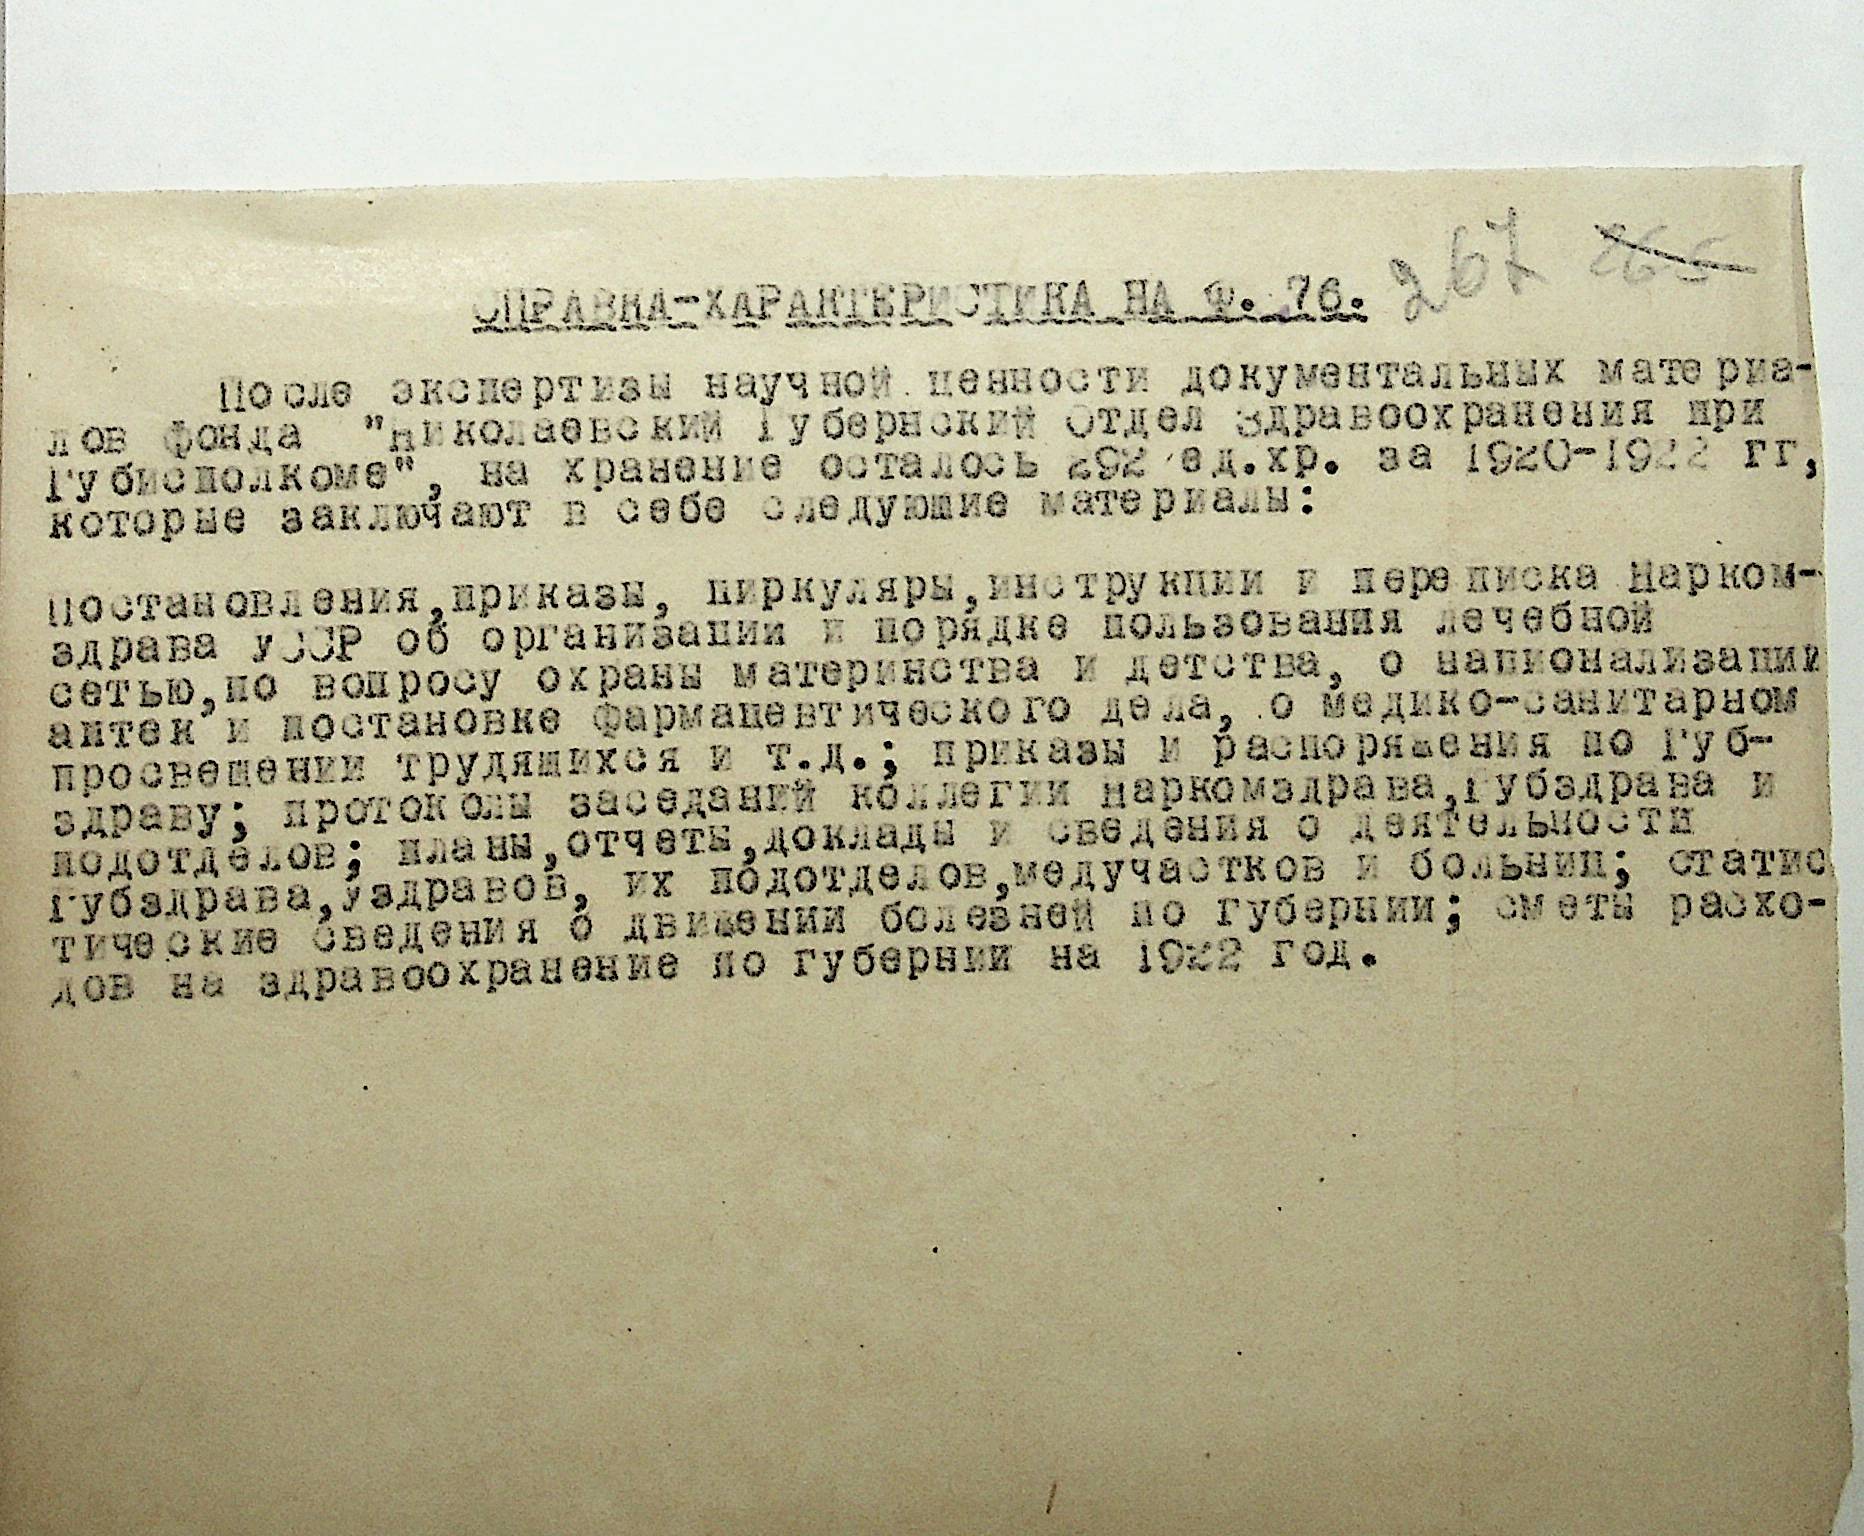 СПРАВКА-ХАРАКТЕРИСТИКА НА Ф. 76. 267 265
После экспертизы научной ценности документальных материа-
лов фонда "Николаевский Губернский Отдел Здравоохранения при
Губисполкоме", на хранение осталось 292 ед.хр. за 1920-1922 гг,
которые заключают в себе следующие материалы:
Постановления,приказы, циркуляры,инструкции и переписка Нарком-
здрава УССР об организации и порядке пользования лечебной
сетью,по вопросу охраны материнства и детства, о национализации
аптек и постановке фармацевтического дела, о медико-санитарном
просвещении трудящихся и т.д.; приказы и распоряжения по Губ-
здраву; протоколы заседаний коллегии Наркомздрава,Губздрава и
подотделов; планы,отчеты,доклады и сведения о деятельности
Губздрава,Уздравов, их подотделов,медучастков и больниц; статис
тические сведения о движении болезней по губернии; сметы расхо-
дов на здравоохранение по губернии на 1922 год.